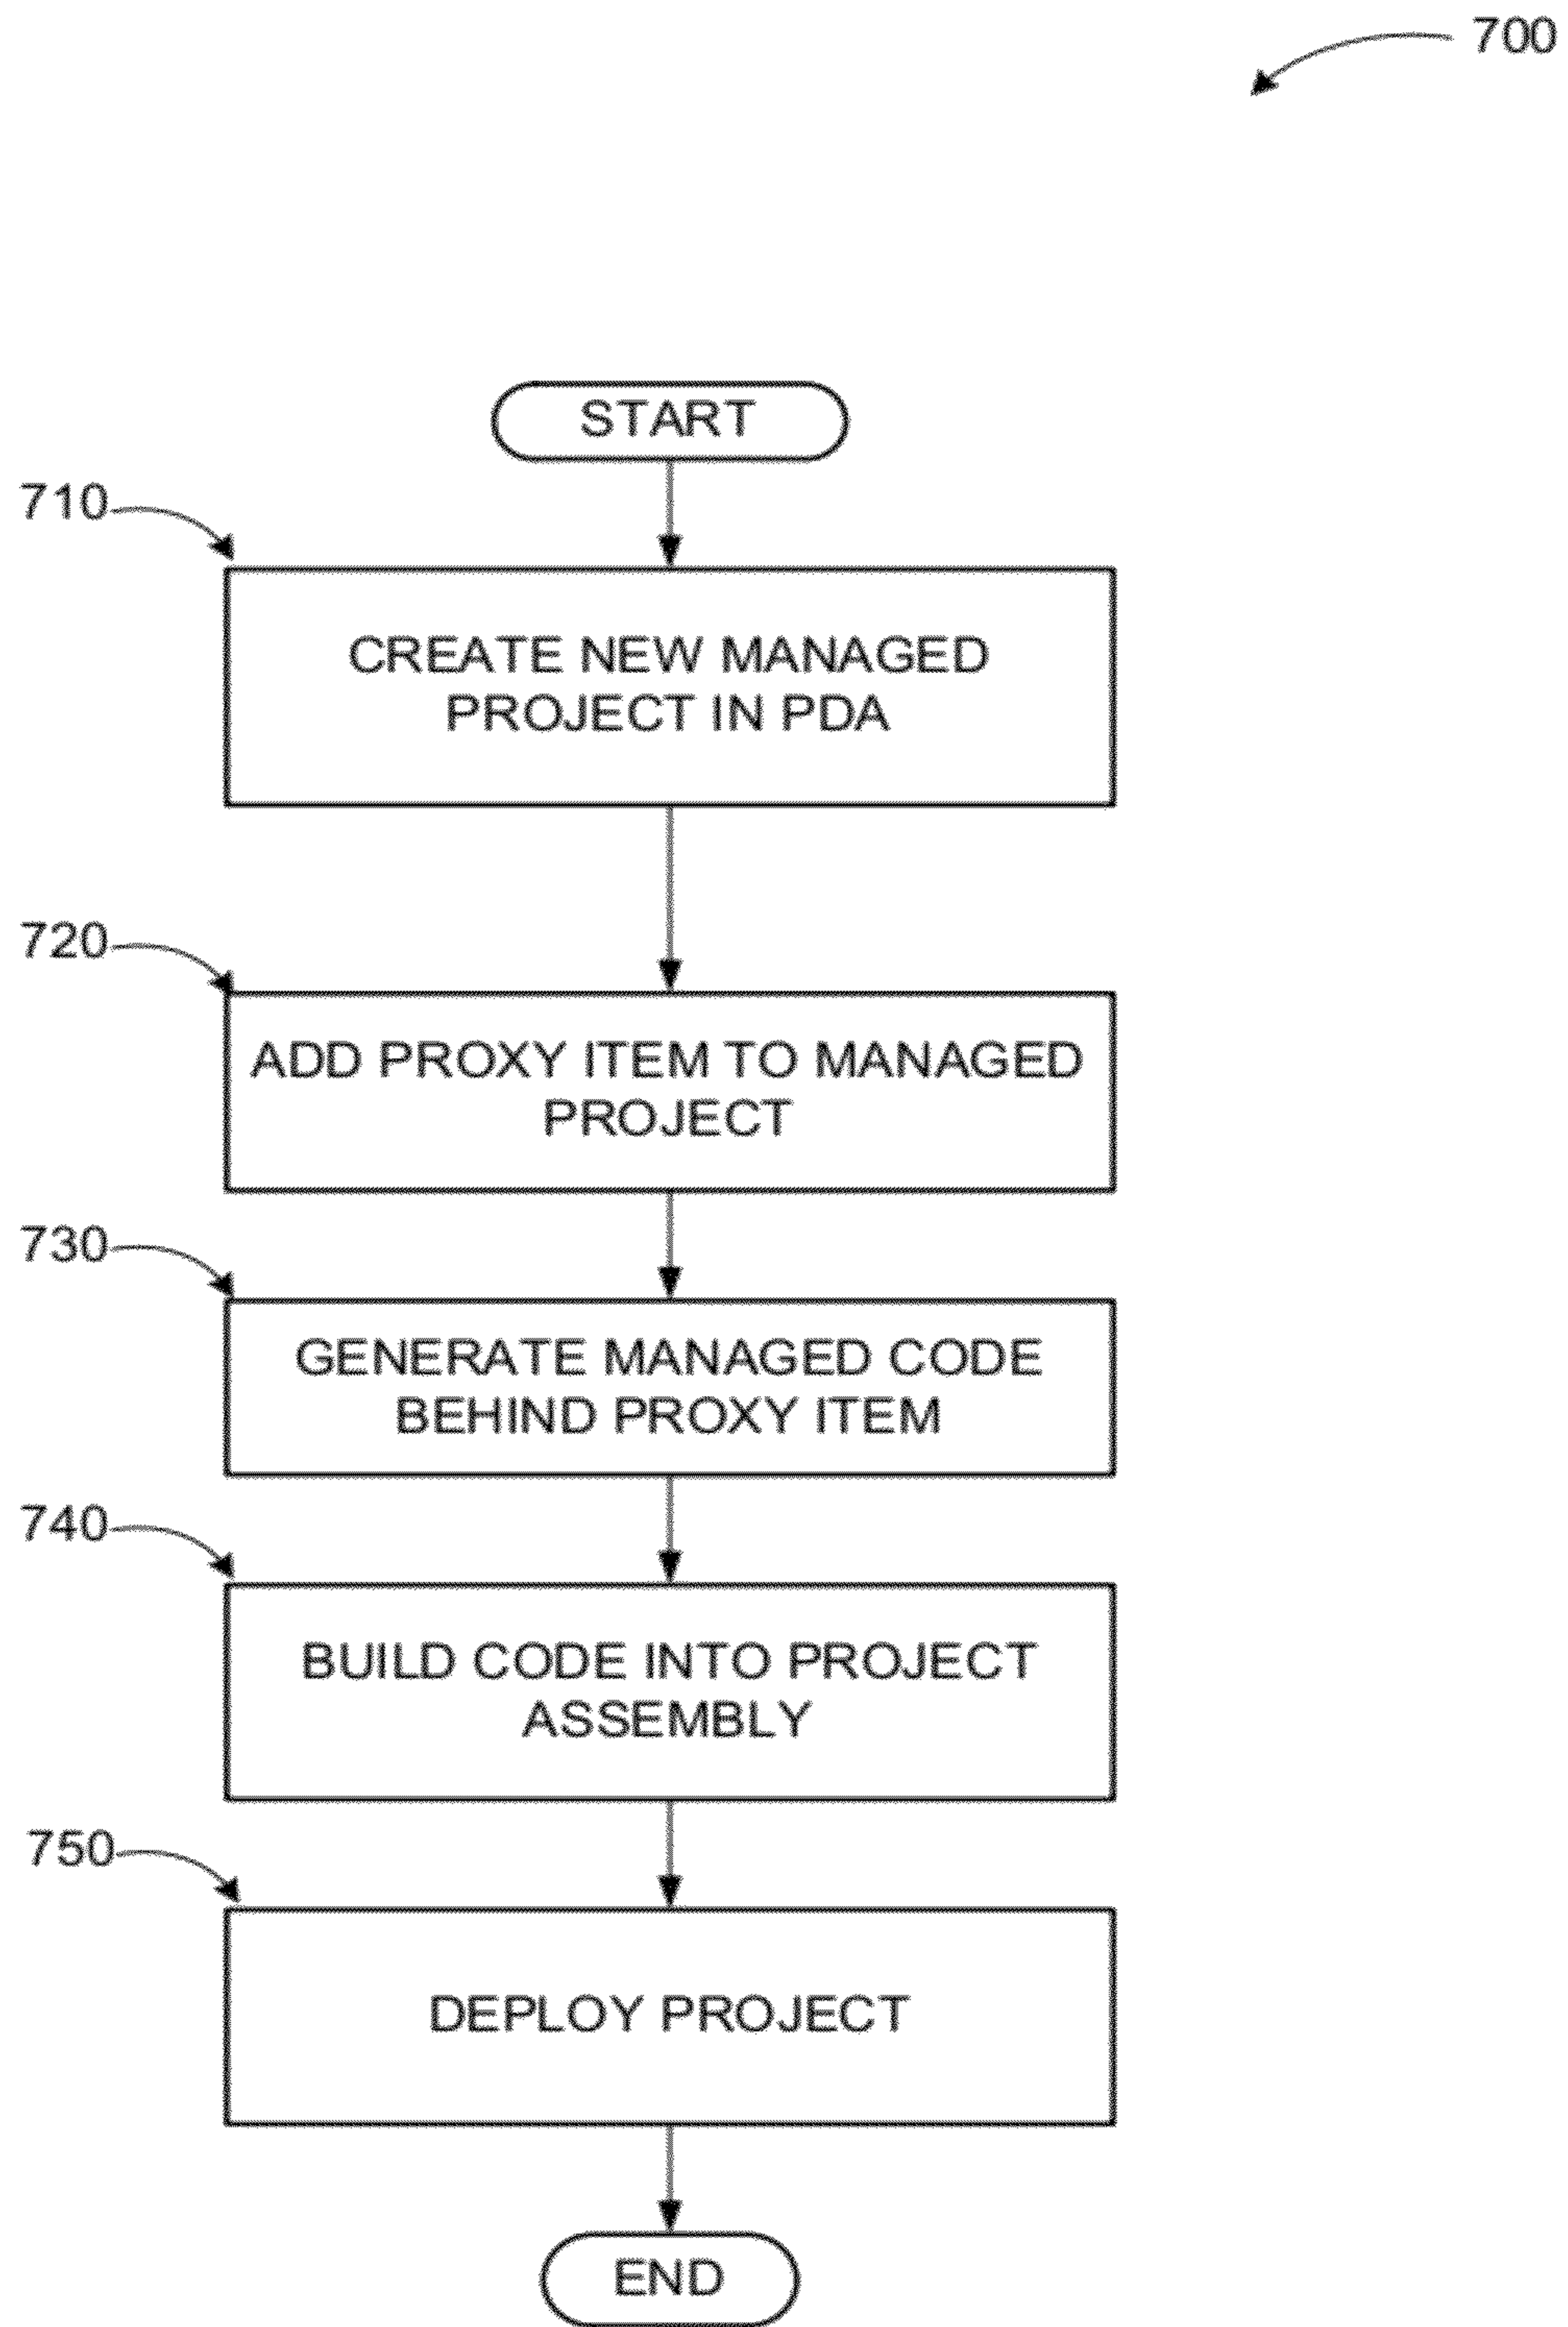 700
START
710
CREATE NEW MANAGED
PROJECT IN PDA
720
ADD PROXY ITEM TO MANAGED
PROJECT
730
GENERATE MANAGED CODE
BEHIND PROXY ITEM
740
BUILD CODE INTO PROJECT
ASSEMBLY
750
DEPLOY PROJECT
END